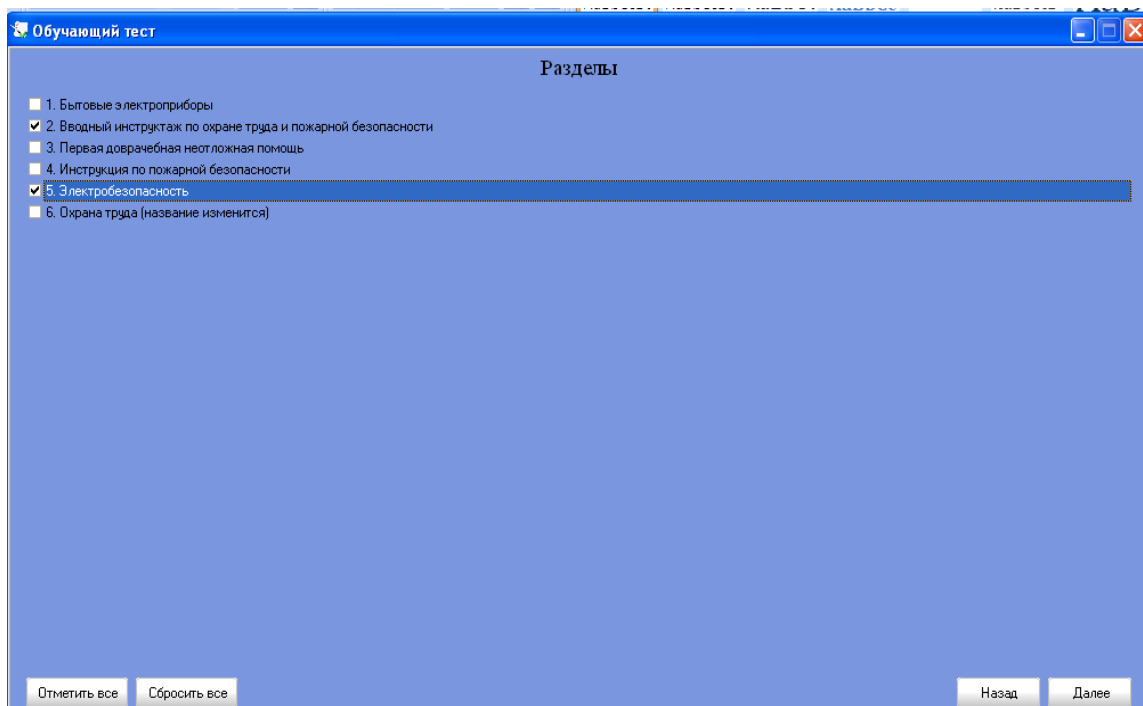 Обучающий тест
Разделы
1. Бытовые электроприборы
2. Вводный инструктаж по охране труда и пожарной безопасности
3. Первая доврачебная неотложная помощь
4. Инструкция по пожарной безопасности
5. Электробезопасность
6. Охрана труда (название изменится)
Отметить все Сбросить все Назад Далее